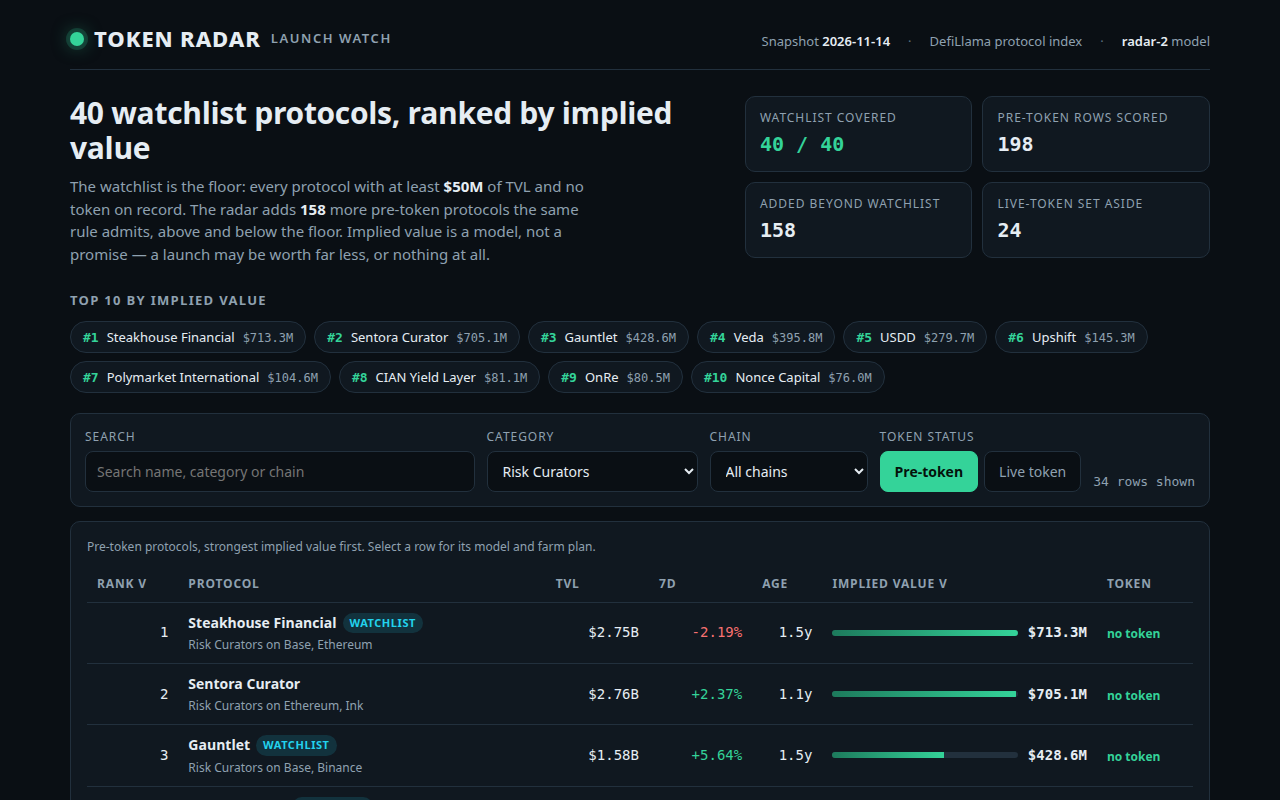 TOKEN RADAR LAUNCH WATCH
Snapshot 2026-11-14 · DefiLlama protocol index · radar-2 model
40 watchlist protocols, ranked by implied
value
The watchlist is the floor: every protocol with at least $50M of TVL and no
token on record. The radar adds 158 more pre-token protocols the same
rule admits, above and below the floor. Implied value is a model, not a
promise — a launch may be worth far less, or nothing at all.
WATCHLIST COVERED
40 / 40
PRE-TOKEN ROWS SCORED
198
ADDED BEYOND WATCHLIST
158
LIVE-TOKEN SET ASIDE
24
TOP 10 BY IMPLIED VALUE
#1 Steakhouse Financial $713.3M
#2 Sentora Curator $705.1M
#3 Gauntlet $428.6M
#4 Veda $395.8M
#5 USDD $279.7M
#6 Upshift $145.3M
#7 Polymarket International $104.6M
#8 CIAN Yield Layer $81.1M
#9 OnRe $80.5M
#10 Nonce Capital $76.0M
SEARCH
Search name, category or chain
CATEGORY
Risk Curators
CHAIN
All chains
TOKEN STATUS
Pre-token
Live token
34 rows shown
Pre-token protocols, strongest implied value first. Select a row for its model and farm plan.
RANK V PROTOCOL TVL 7D AGE IMPLIED VALUE V TOKEN
1 Steakhouse Financial WATCHLIST $2.75B -2.19% 1.5y $713.3M no token
Risk Curators on Base, Ethereum
2 Sentora Curator $2.76B +2.37% 1.1y $705.1M no token
Risk Curators on Ethereum, Ink
3 Gauntlet WATCHLIST $1.58B +5.64% 1.5y $428.6M no token
Risk Curators on Base, Binance